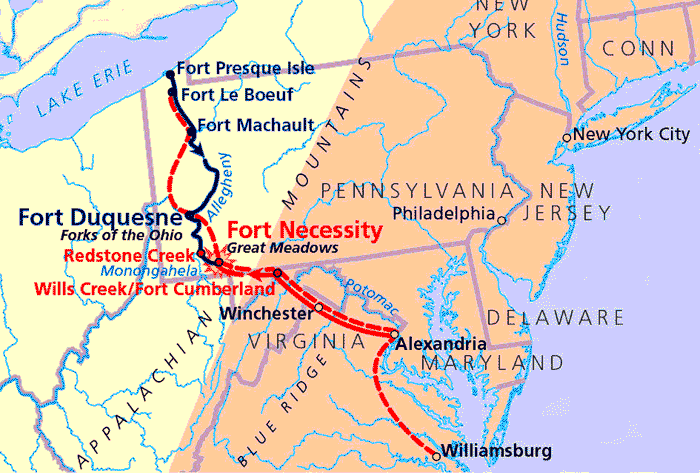 NEW
YORK
Hudson
CONN
LAKE ERIE
Fort Presque Isle
Fort Le Boeuf
Fort Machault
MOUNTAINS
New York City
Allegheny
PENNSYLVANIA
NEW
JERSEY
Philadelphia
Fort Duquesne
Forks of the Ohio
Fort Necessity
Great Meadows
Redstone Creek
Monongahela
Wills Creek/Fort Cumberland
Potomac
Winchester
DELAWARE
VIRGINIA
Alexandria
MARYLAND
APPALACHIAN
BLUE RIDGE
Williamsburg